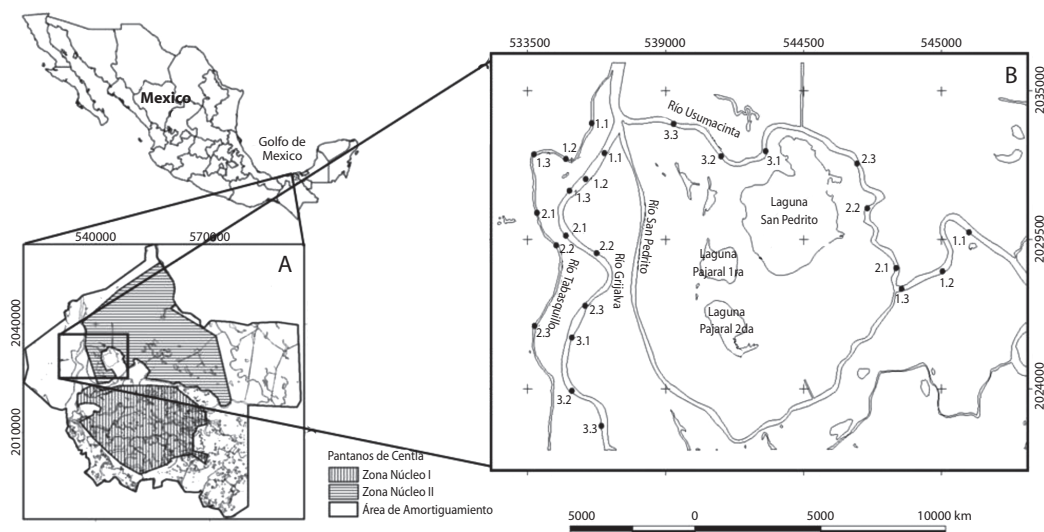 Mexico
Golfo de
Mexico
540000
570000
A
2040000
2010000
Pantanos de Centla
Zona Núcleo I
Zona Núcleo II
Área de Amortiguamiento
533500
539000
544500
545000
B
2035000
2029500
2024000
Río Usumacinta
Río San Pedrito
Río Grijalva
Río Tabasquillo
Laguna
San Pedrito
Laguna
Pajaral 1ra
Laguna
Pajaral 2da
1.1
1.2
1.3
2.1
2.2
2.3
1.1
1.2
1.3
2.1
2.2
2.3
3.1
3.2
3.3
3.3
3.2
3.1
2.3
2.2
2.1
1.3
1.2
1.1
5000
0
5000
10000 km